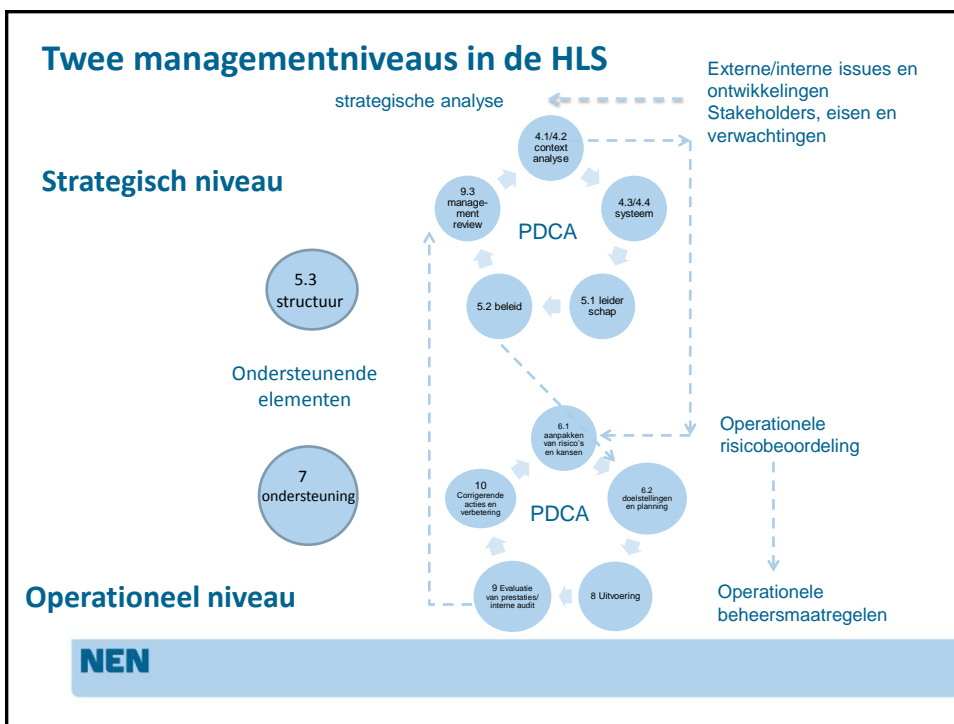 Twee managementniveaus in de HLS
Externe/interne issues en
ontwikkelingen
Stakeholders, eisen en
verwachtingen
strategische analyse
4.1/4.2
context
analyse
Strategisch niveau
9.3
manage-
ment
review
4.3/4.4
systeem
PDCA
5.3
structuur
5.2 beleid
5.1 leider
schap
Ondersteunende
elementen
6.1
aanpakken
van risico's
en kansen
Operationele
risicobeoordeling
7
ondersteuning
10
Corrigerende
acties en
verbetering
PDCA
6.2
doelstellingen
en planning
Operationeel niveau
9 Evaluatie
van prestaties/
interne audit
8 Uitvoering
Operationele
beheersmaatregelen
NEN